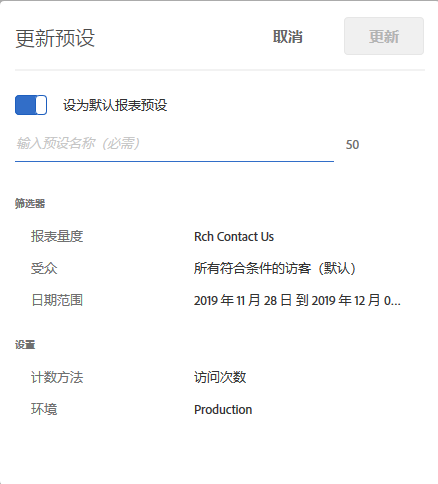 更新预设
取消
更新
设为默认报表预设
输入预设名称（必需）
50
筛选器
报表量度 Rch Contact Us
受众 所有符合条件的访客（默认）
日期范围 2019 年 11 月 28 日 到 2019 年 12 月 0...
设置
计数方法 访问次数
环境 Production